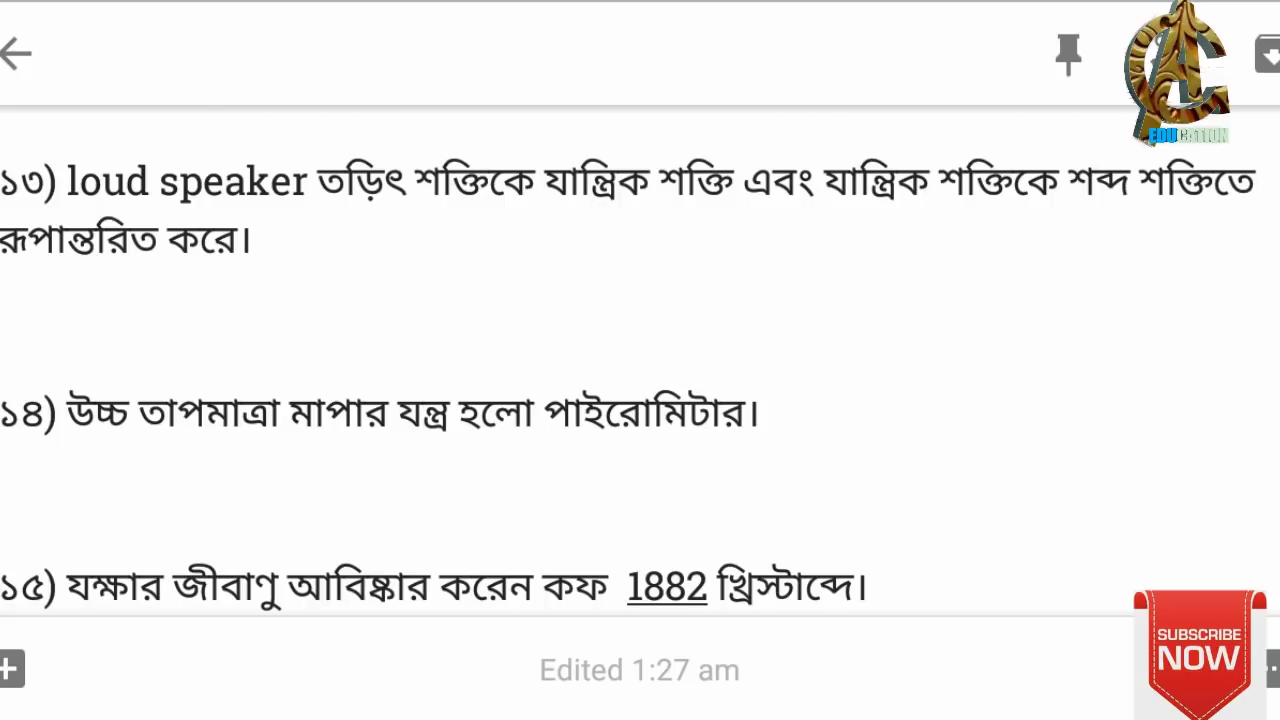 EDUCATION
১৩) loud speaker তড়িৎ শক্তিকে যান্ত্রিক শক্তি এবং যান্ত্রিক শক্তিকে শব্দ শক্তিতে
রূপান্তরিত করে।
১৪) উচ্চ তাপমাত্রা মাপার যন্ত্র হলো পাইরোমিটার।
১৫) যক্ষার জীবাণু আবিষ্কার করেন কফ 1882 খ্রিস্টাব্দে।
Edited 1:27 am
SUBSCRIBE
NOW